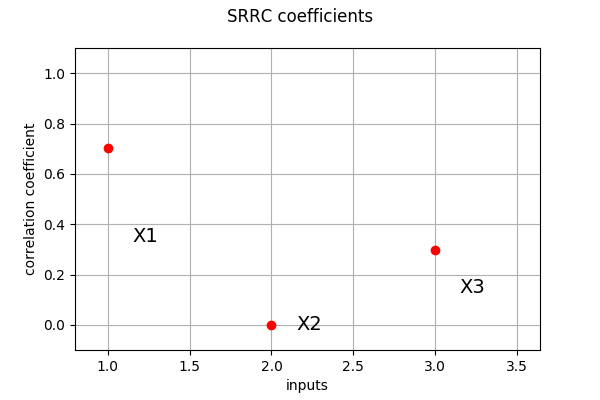 SRRC coefficients
1.0
0.8
0.6
0.4
0.2
0.0
correlation coefficient
X1
X2
X3
1.0 1.5 2.0 2.5 3.0 3.5
inputs